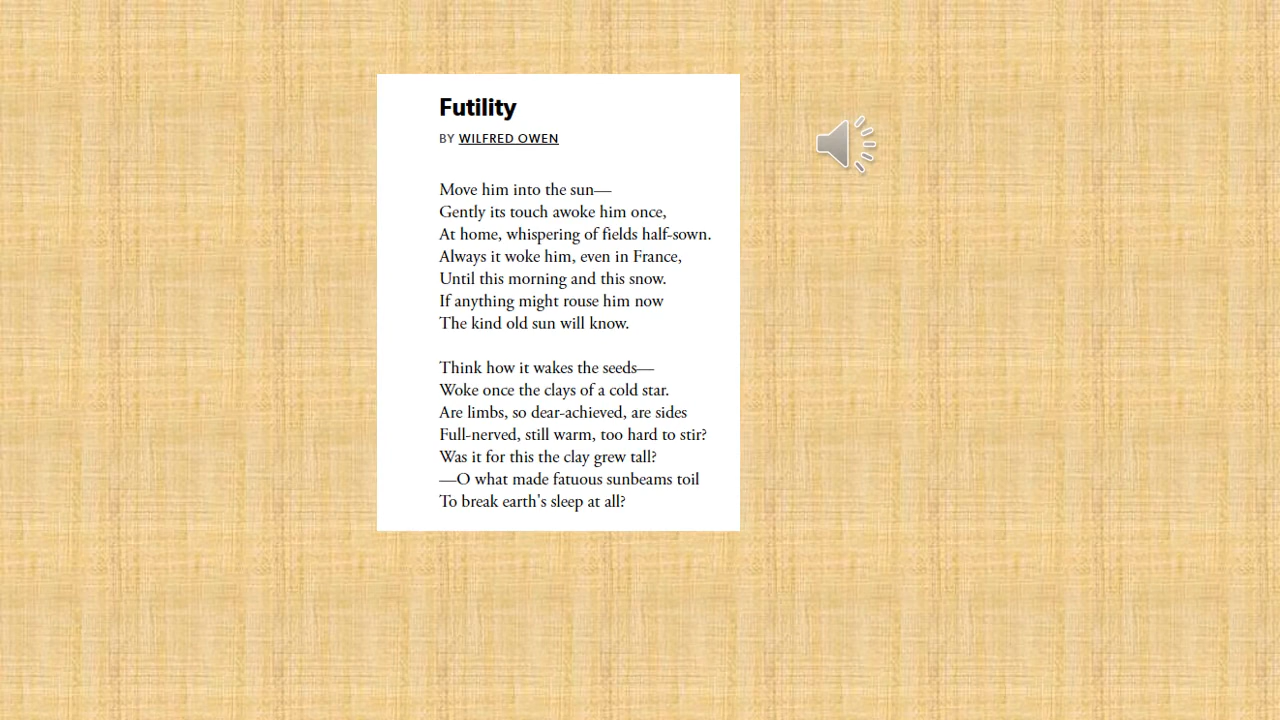 Futility
BY WILFRED OWEN
Move him into the sun—
Gently its touch awoke him once,
At home, whispering of fields half-sown.
Always it woke him, even in France,
Until this morning and this snow.
If anything might rouse him now
The kind old sun will know.
Think how it wakes the seeds—
Woke once the clays of a cold star.
Are limbs, so dear-achieved, are sides
Full-nerved, still warm, too hard to stir?
Was it for this the clay grew tall?
—O what made fatuous sunbeams toil
To break earth's sleep at all?